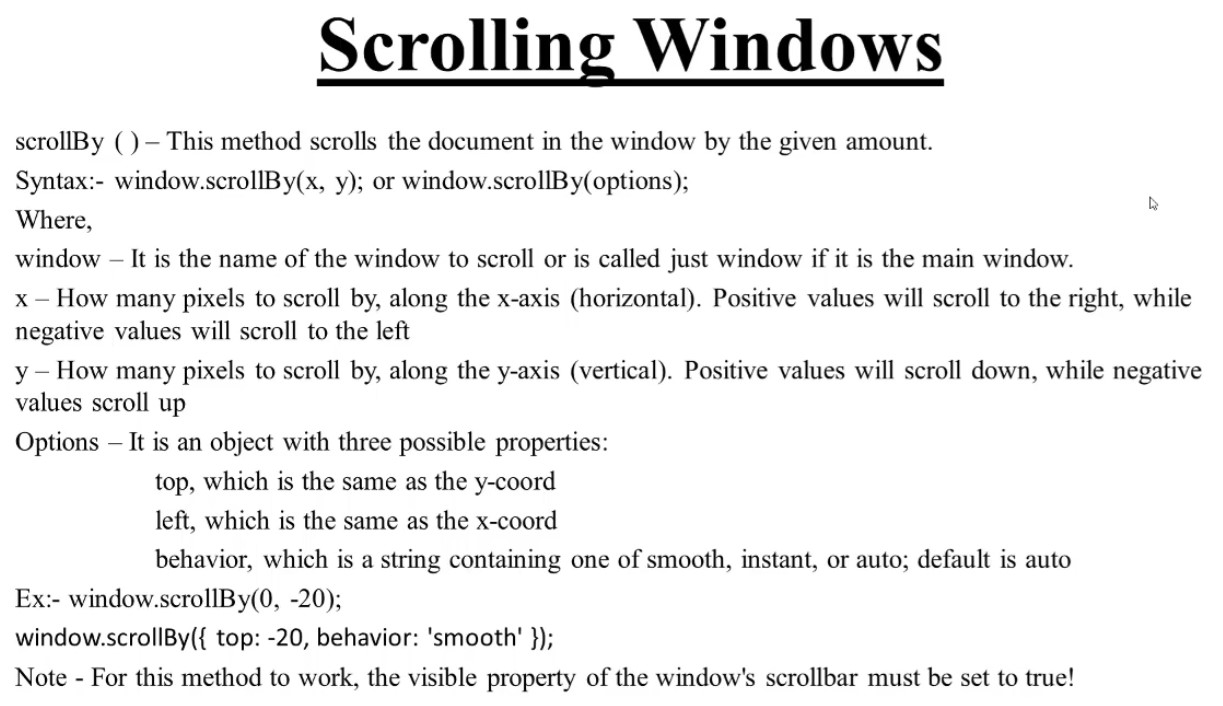 Scrolling Windows
scrollBy ( ) – This method scrolls the document in the window by the given amount.
Syntax:- window.scrollBy(x, y); or window.scrollBy(options);
Where,
window – It is the name of the window to scroll or is called just window if it is the main window.
x – How many pixels to scroll by, along the x-axis (horizontal). Positive values will scroll to the right, while
negative values will scroll to the left
y – How many pixels to scroll by, along the y-axis (vertical). Positive values will scroll down, while negative
values scroll up
Options – It is an object with three possible properties:
top, which is the same as the y-coord
left, which is the same as the x-coord
behavior, which is a string containing one of smooth, instant, or auto; default is auto
Ex:- window.scrollBy(0, -20);
window.scrollBy({ top: -20, behavior: 'smooth' });
Note - For this method to work, the visible property of the window's scrollbar must be set to true!